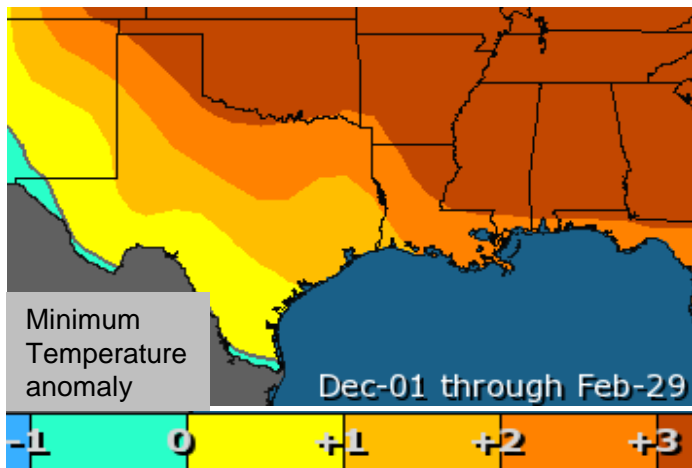 Minimum
Temperature
anomaly
Dec-01 through Feb-29
-1 0 +1 +2 +3